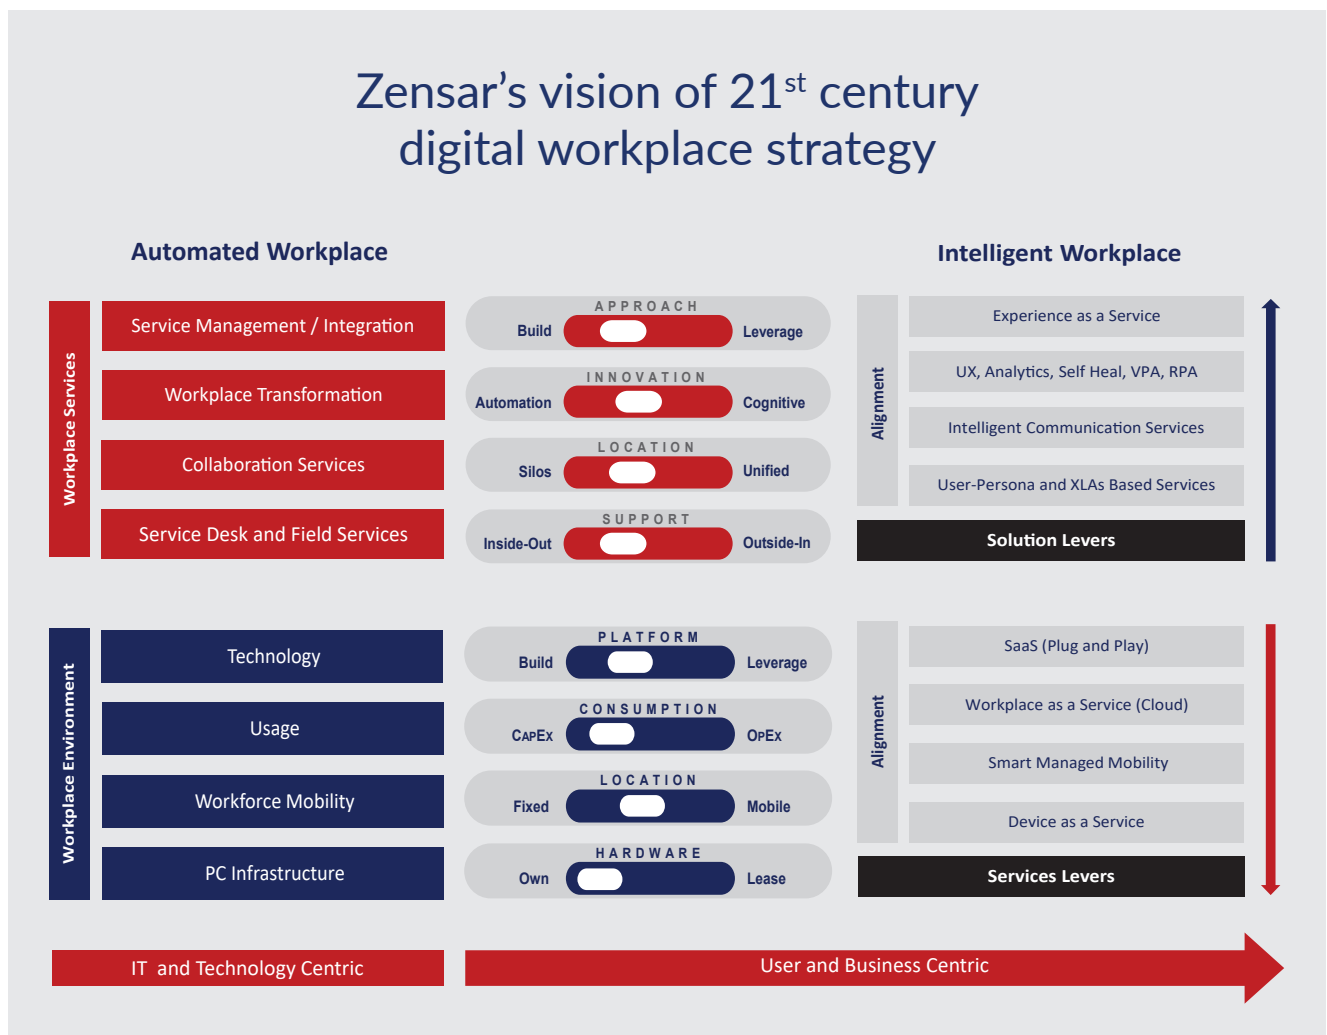 Zensar's vision of 21st century
digital workplace strategy
Automated Workplace
Intelligent Workplace
Workplace Services
Service Management / Integration
Workplace Transformation
Collaboration Services
Service Desk and Field Services
APPROACH
Build
Leverage
INNOVATION
Automation
Cognitive
LOCATION
Silos
Unified
SUPPORT
Inside-Out
Outside-In
Alignment
Experience as a Service
UX, Analytics, Self Heal, VPA, RPA
Intelligent Communication Services
User-Persona and XLAs Based Services
Solution Levers
Workplace Environment
Technology
Usage
Workforce Mobility
PC Infrastructure
PLATFORM
Build
Leverage
CONSUMPTION
CAPEX
OPEX
LOCATION
Fixed
Mobile
HARDWARE
Own
Lease
Alignment
SaaS (Plug and Play)
Workplace as a Service (Cloud)
Smart Managed Mobility
Device as a Service
Services Levers
IT and Technology Centric
User and Business Centric